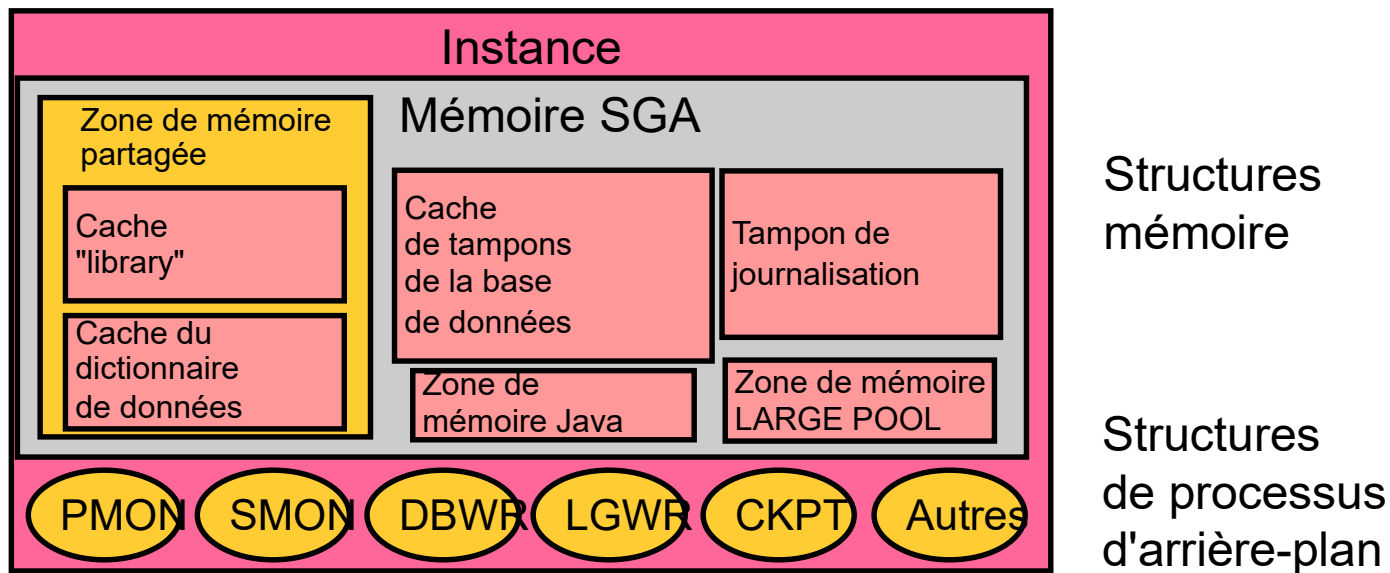 Instance
Mémoire SGA
Zone de mémoire
partagée
Cache
"library"
Cache du
dictionnaire
de données
Cache
de tampons
de la base
de données
Tampon de
journalisation
Zone de
mémoire Java
Zone de mémoire
LARGE POOL
Structures
mémoire
PMON SMON DBWR LGWR CKPT Autres
Structures
de processus
d'arrière-plan